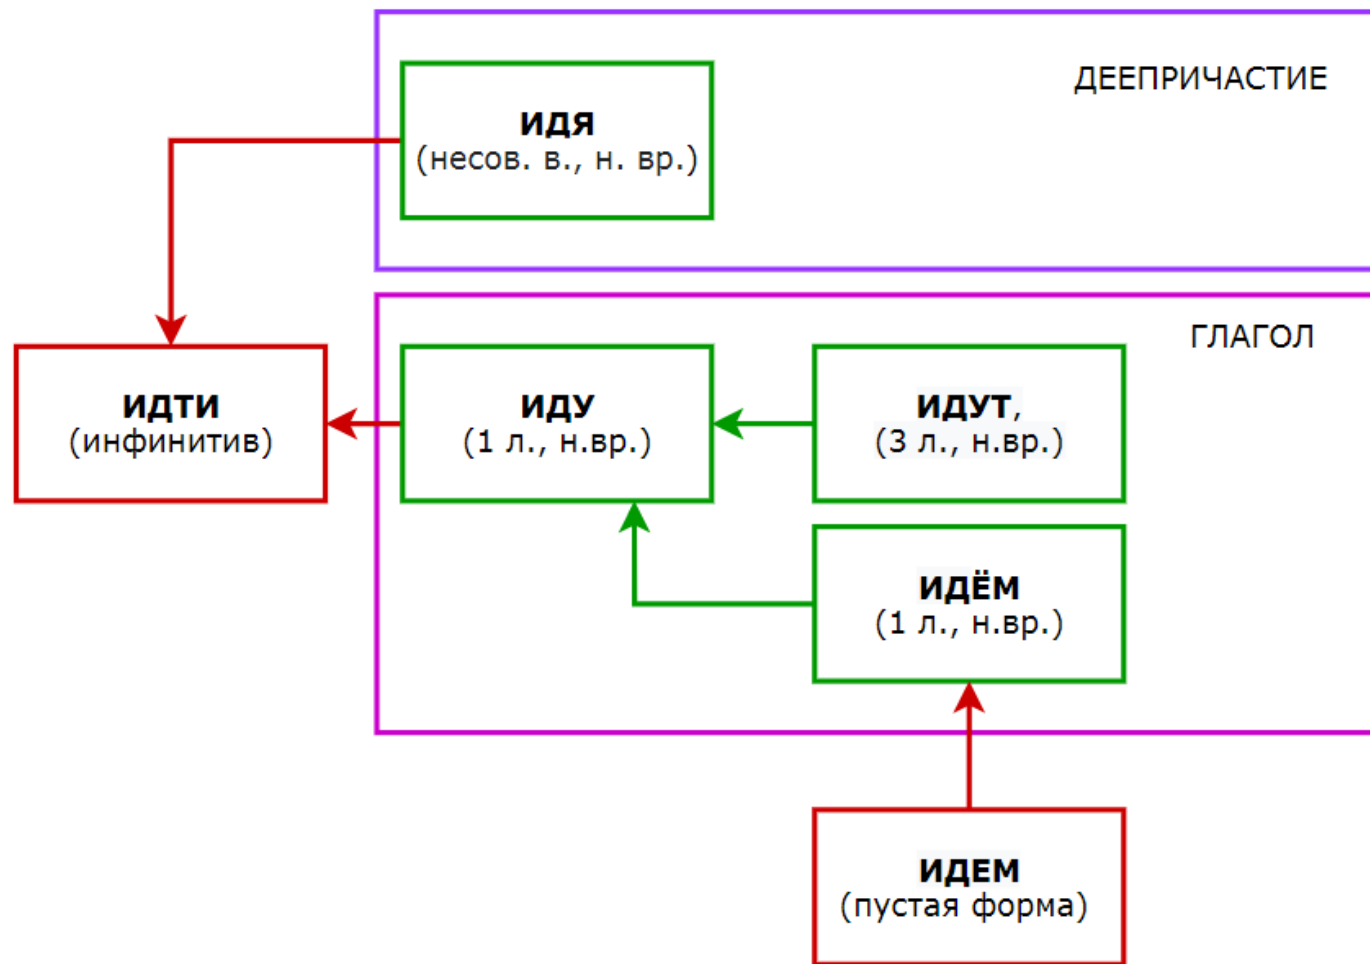 ДЕЕПРИЧАСТИЕ
ИДЯ
(несов. в., н. вр.)
ГЛАГОЛ
ИДТИ
(инфинитив)
ИДУ
(1 л., н.вр.)
ИДУТ,
(3 л., н.вр.)
ИДЁМ
(1 л., н.вр.)
ИДЕМ
(пустая форма)